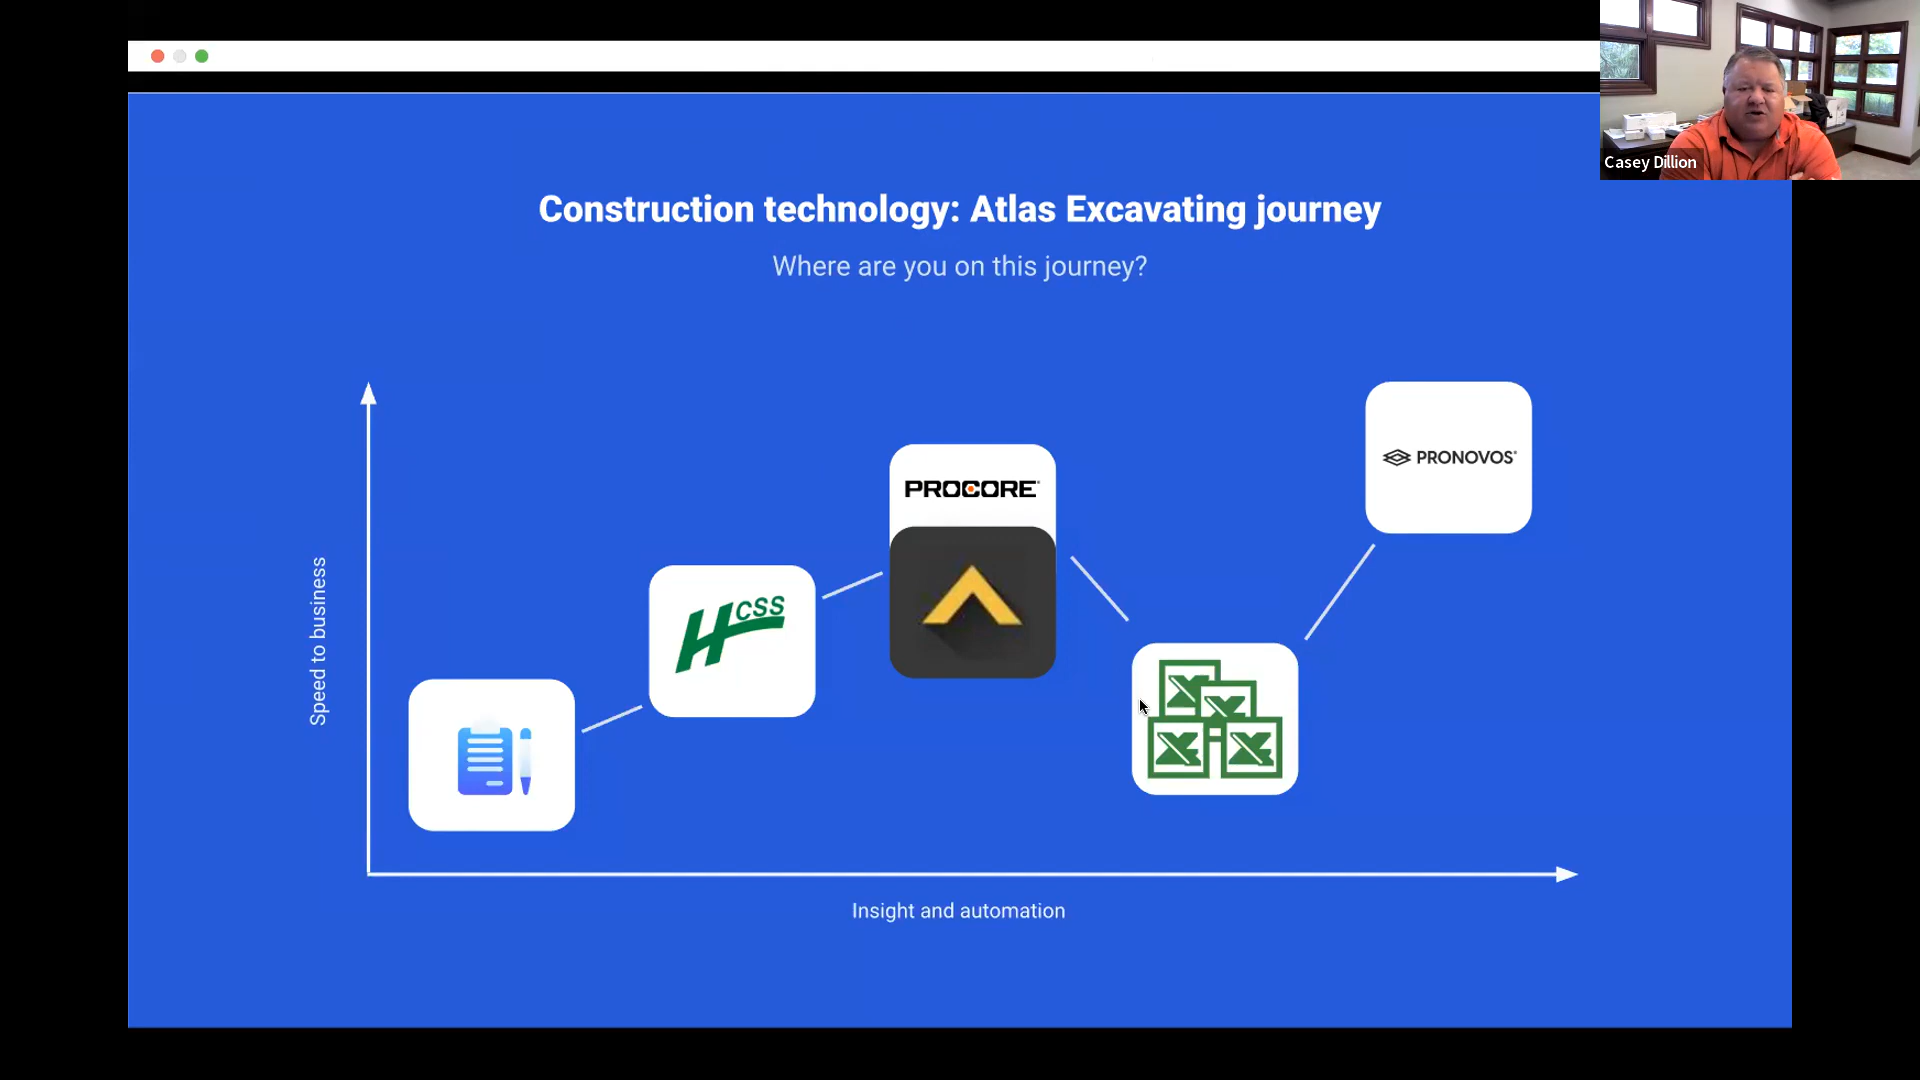 Casey Dillion
Construction technology: Atlas Excavating journey
Where are you on this journey?
Speed to business
PROCORE
PRONOVOS
HCSS
Insight and automation